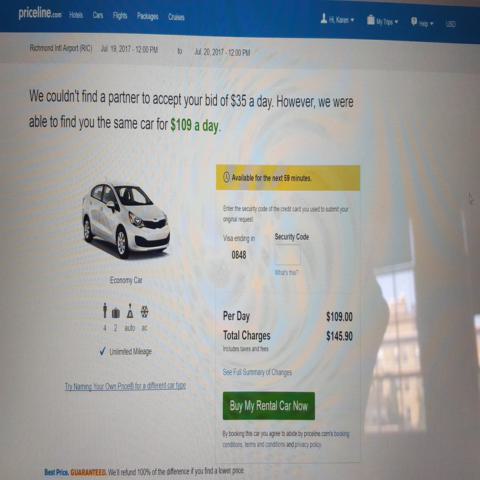 priceline.com Hotels Cars Flights Packages Cruises Hi, Karen My Trips Help USD
Richmond Intl Airport (RIC) Jul. 19, 2017 - 12:00 PM to Jul. 20, 2017 - 12:00 PM
We couldn't find a partner to accept your bid of $35 a day. However, we were
able to find you the same car for $109 a day.
Available for the next 59 minutes.
Enter the security code of the credit card you used to submit your
original request.
Visa ending in Security Code
0848
What's this?
Economy Car
4 2 auto ac
Unlimited Mileage
Try Naming Your Own Price® for a different car type
Per Day $109.00
Total Charges $145.90
Includes taxes and fees
See Full Summary of Changes
Buy My Rental Car Now
By booking this car you agree to abide by priceline.com's booking
conditions, terms and conditions and privacy policy.
Best Price. GUARANTEED. We'll refund 100% of the difference if you find a lower price